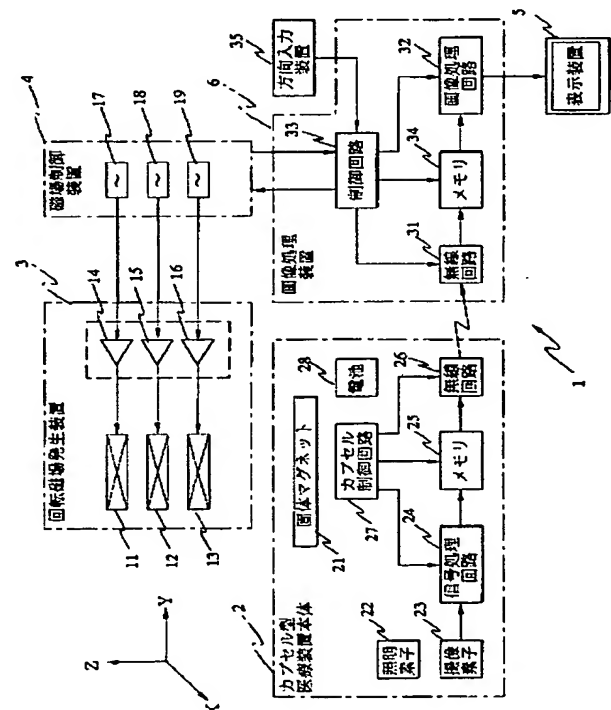 3
回転磁場発生装置
14
15
16
11
12
13
4
磁場制御
装置
17
~
18
~
19
~
Z
Y
X
6
35
方向入力
装置
33
制御回路
32
画像処理
回路
34
メモリ
31
無線
回路
画像処理
装置
5
表示装置
2
カプセル型
医療装置本体
固体マグネット
21
28
電池
カプセル
制御回路
27
26
無線
回路
25
メモリ
24
信号処理
回路
22
照明
素子
23
撮像
素子
1